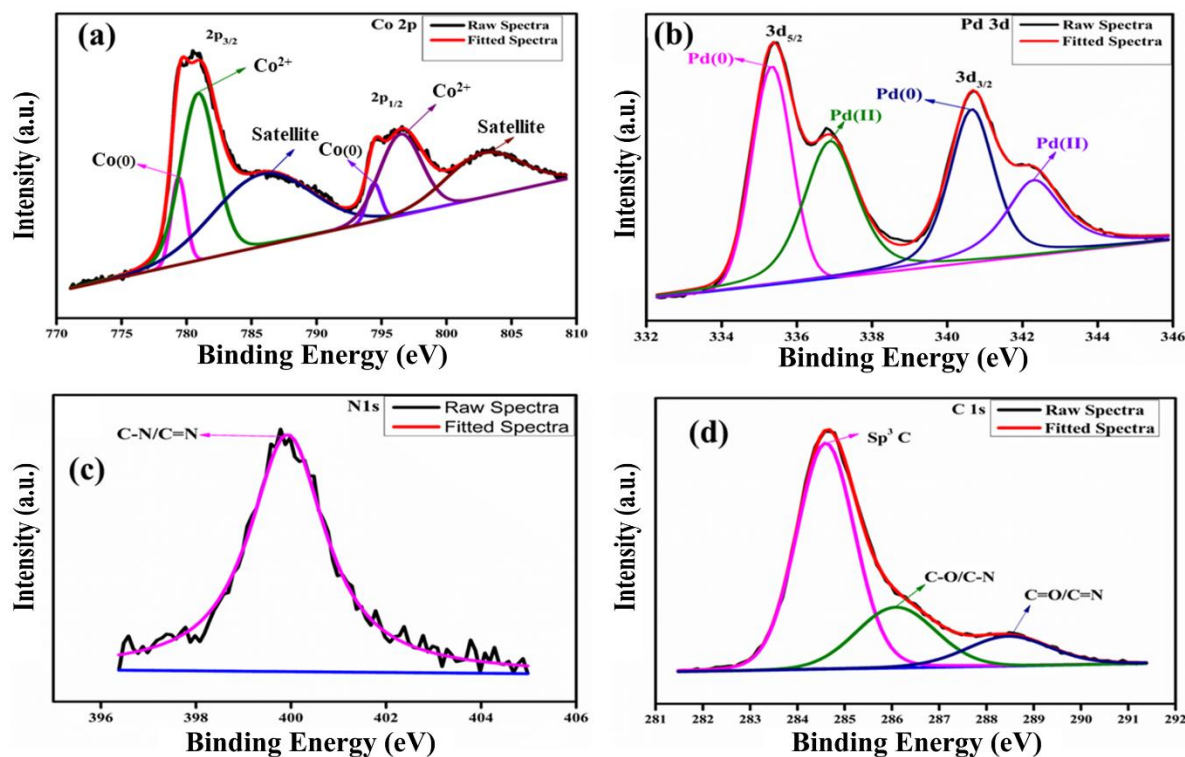 (a)
Co 2p
Raw Spectra
Fitted Spectra
2p3/2
Co2+
Satellite
Co(0)
2p1/2
Co2+
Co(0)
Satellite
Intensity (a.u.)
770 775 780 785 790 795 800 805 810
Binding Energy (eV)
(b)
Pd 3d
Raw Spectra
Fitted Spectra
3d5/2
Pd(0)
Pd(II)
3d3/2
Pd(0)
Pd(II)
Intensity (a.u.)
332 334 336 338 340 342 344 346
Binding Energy (eV)
(c)
N1s
Raw Spectra
Fitted Spectra
C-N/C=N
Intensity (a.u.)
396 398 400 402 404 406
Binding Energy (eV)
(d)
C 1s
Raw Spectra
Fitted Spectra
Sp3 C
C-O/C-N
C=O/C=N
Intensity (a.u.)
281 282 283 284 285 286 287 288 289 290 291 292
Binding Energy (eV)